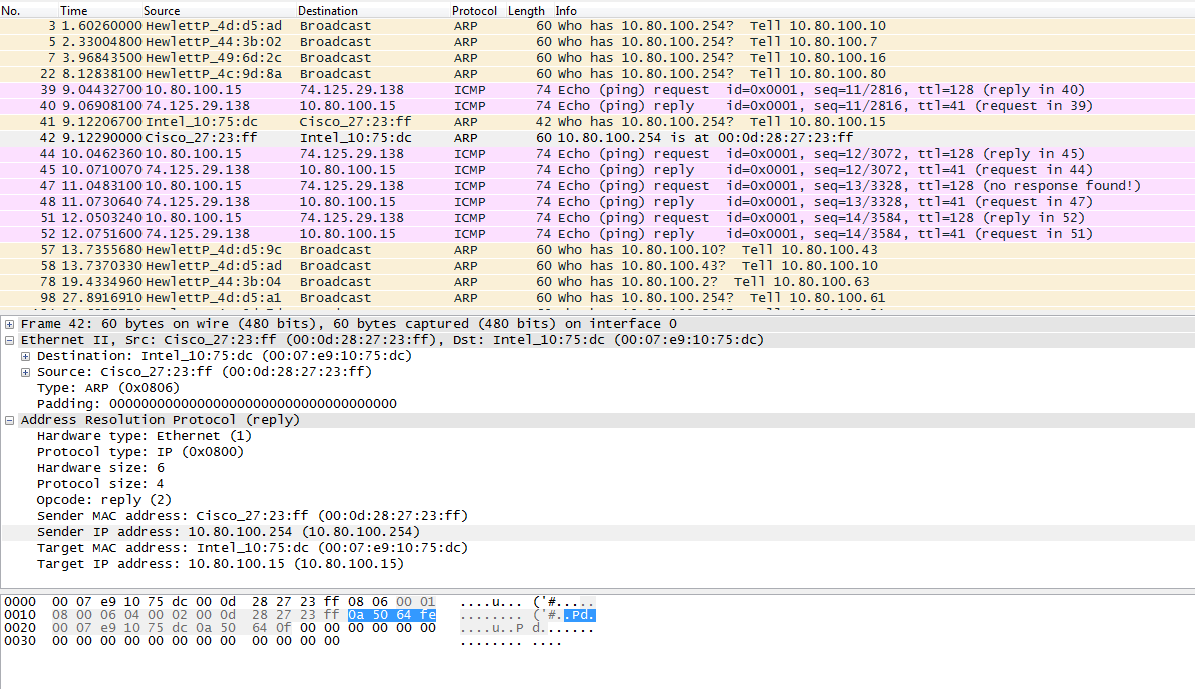 No. Time Source Destination Protocol Length Info
3 1.60260000 HewlettP_4d:d5:ad Broadcast ARP 60 Who has 10.80.100.254? Tell 10.80.100.10
5 2.33004800 HewlettP_44:3b:02 Broadcast ARP 60 Who has 10.80.100.254? Tell 10.80.100.7
7 3.96843500 HewlettP_49:6d:2c Broadcast ARP 60 Who has 10.80.100.254? Tell 10.80.100.16
22 8.12838100 HewlettP_4c:9d:8a Broadcast ARP 60 Who has 10.80.100.254? Tell 10.80.100.80
39 9.04432700 10.80.100.15 74.125.29.138 ICMP 74 Echo (ping) request id=0x0001, seq=11/2816, ttl=128 (reply in 40)
40 9.06908100 74.125.29.138 10.80.100.15 ICMP 74 Echo (ping) reply id=0x0001, seq=11/2816, ttl=41 (request in 39)
41 9.12206700 Intel_10:75:dc Cisco_27:23:ff ARP 42 Who has 10.80.100.254? Tell 10.80.100.15
42 9.12290000 Cisco_27:23:ff Intel_10:75:dc ARP 60 10.80.100.254 is at 00:0d:28:27:23:ff
44 10.0462360 10.80.100.15 74.125.29.138 ICMP 74 Echo (ping) request id=0x0001, seq=12/3072, ttl=128 (reply in 45)
45 10.0710070 74.125.29.138 10.80.100.15 ICMP 74 Echo (ping) reply id=0x0001, seq=12/3072, ttl=41 (request in 44)
47 11.0483100 10.80.100.15 74.125.29.138 ICMP 74 Echo (ping) request id=0x0001, seq=13/3328, ttl=128 (no response found!)
48 11.0730640 74.125.29.138 10.80.100.15 ICMP 74 Echo (ping) reply id=0x0001, seq=13/3328, ttl=41 (request in 47)
51 12.0503240 10.80.100.15 74.125.29.138 ICMP 74 Echo (ping) request id=0x0001, seq=14/3584, ttl=128 (reply in 52)
52 12.0751600 74.125.29.138 10.80.100.15 ICMP 74 Echo (ping) reply id=0x0001, seq=14/3584, ttl=41 (request in 51)
57 13.7355680 HewlettP_4d:d5:9c Broadcast ARP 60 Who has 10.80.100.10? Tell 10.80.100.43
58 13.7370330 HewlettP_4d:d5:ad Broadcast ARP 60 Who has 10.80.100.43? Tell 10.80.100.10
78 19.4334960 HewlettP_44:3b:04 Broadcast ARP 60 Who has 10.80.100.2? Tell 10.80.100.63
98 27.8916910 HewlettP_4d:d5:a1 Broadcast ARP 60 Who has 10.80.100.254? Tell 10.80.100.61
Frame 42: 60 bytes on wire (480 bits), 60 bytes captured (480 bits) on interface 0
Ethernet II, Src: Cisco_27:23:ff (00:0d:28:27:23:ff), Dst: Intel_10:75:dc (00:07:e9:10:75:dc)
Destination: Intel_10:75:dc (00:07:e9:10:75:dc)
Source: Cisco_27:23:ff (00:0d:28:27:23:ff)
Type: ARP (0x0806)
Padding: 000000000000000000000000000000000000
Address Resolution Protocol (reply)
Hardware type: Ethernet (1)
Protocol type: IP (0x0800)
Hardware size: 6
Protocol size: 4
Opcode: reply (2)
Sender MAC address: Cisco_27:23:ff (00:0d:28:27:23:ff)
Sender IP address: 10.80.100.254 (10.80.100.254)
Target MAC address: Intel_10:75:dc (00:07:e9:10:75:dc)
Target IP address: 10.80.100.15 (10.80.100.15)
0000 00 07 e9 10 75 dc 00 0d 28 27 23 ff 08 06 00 01 ....u... ('#.....
0010 08 00 06 04 00 02 00 0d 28 27 23 ff 0a 50 64 fe ........ ('#..Pd.
0020 00 07 e9 10 75 dc 0a 50 64 0f 00 00 00 00 00 00 ....u..P d.......
0030 00 00 00 00 00 00 00 00 00 00 00 00 ........ ....